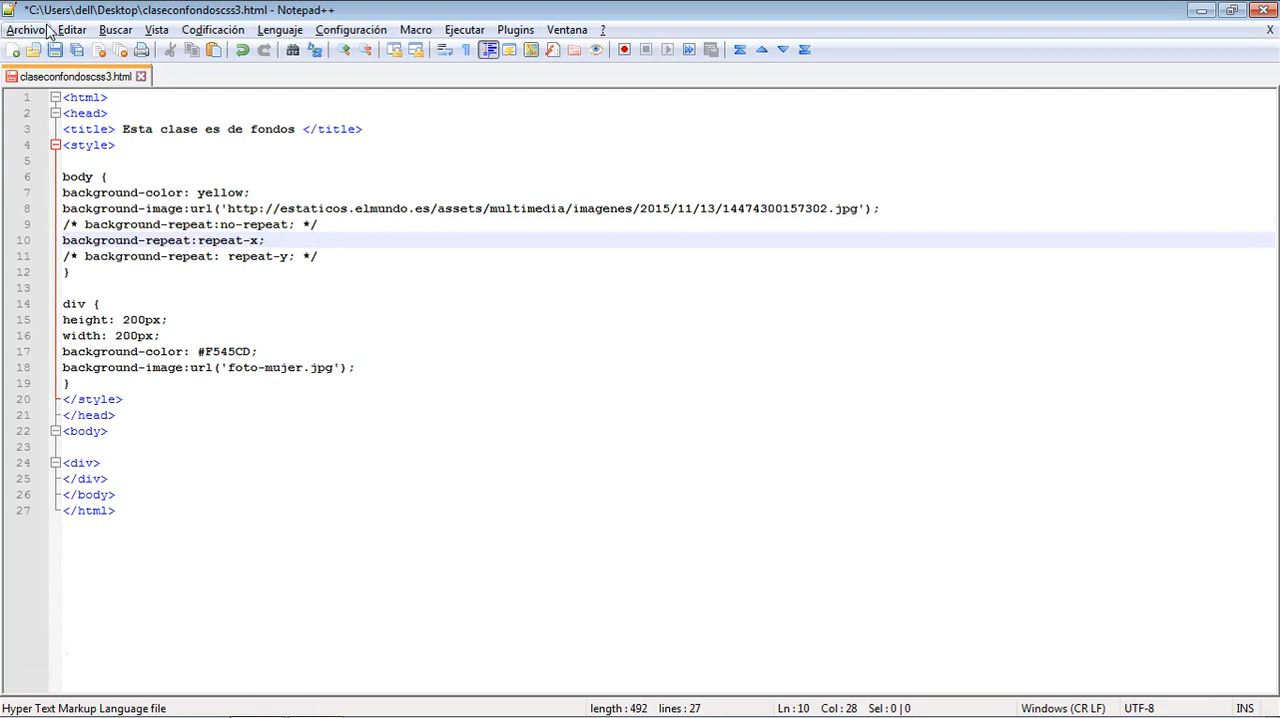 *C:\Users\dell\Desktop\claseconfondoscss3.html - Notepad++
Archivo Editar Buscar Vista Codificación Lenguaje Configuración Macro Ejecutar Plugins Ventana ? X
claseconfondoscss3.html
1 <html>
2 <head>
3 <title> Esta clase es de fondos </title>
4 <style>
5
6 body {
7 background-color: yellow;
8 background-image:url('http://estaticos.elmundo.es/assets/multimedia/imagenes/2015/11/13/14474300157302.jpg');
9 /* background-repeat:no-repeat; */
10 background-repeat:repeat-x;
11 /* background-repeat: repeat-y; */
12 }
13
14 div {
15 height: 200px;
16 width: 200px;
17 background-color: #F545CD;
18 background-image:url('foto-mujer.jpg');
19 }
20 </style>
21 </head>
22 <body>
23
24 <div>
25 </div>
26 </body>
27 </html>
Hyper Text Markup Language file length : 492 lines : 27 Ln : 10 Col : 28 Sel : 0 | 0 Windows (CR LF) UTF-8 INS